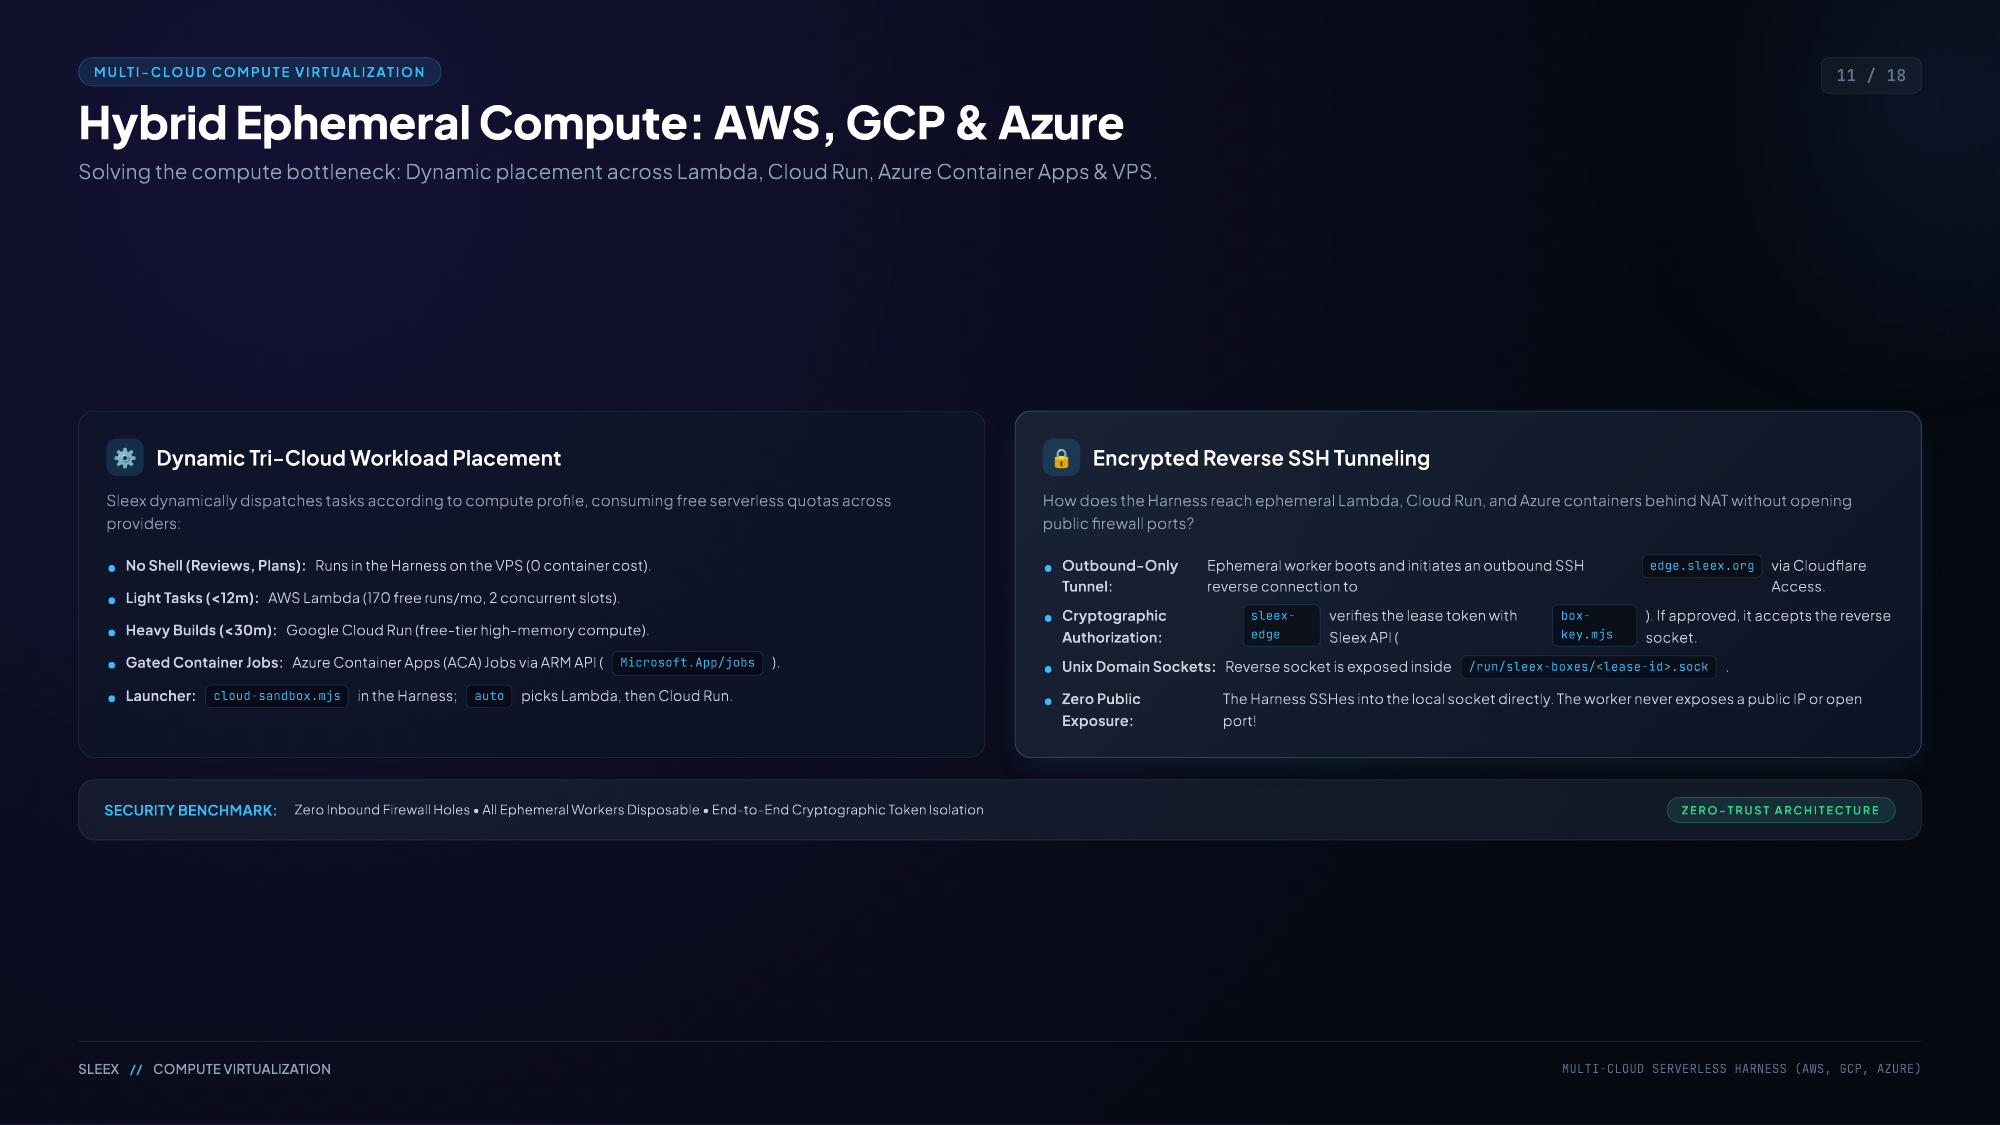 MULTI-CLOUD COMPUTE VIRTUALIZATION
11 / 18
Hybrid Ephemeral Compute: AWS, GCP & Azure
Solving the compute bottleneck: Dynamic placement across Lambda, Cloud Run, Azure Container Apps & VPS.
Dynamic Tri-Cloud Workload Placement
Sleex dynamically dispatches tasks according to compute profile, consuming free serverless quotas across
providers:
No Shell (Reviews, Plans): Runs in the Harness on the VPS (0 container cost).
Light Tasks (<12m): AWS Lambda (170 free runs/mo, 2 concurrent slots).
Heavy Builds (<30m): Google Cloud Run (free-tier high-memory compute).
Gated Container Jobs: Azure Container Apps (ACA) Jobs via ARM API ( Microsoft.App/jobs ).
Launcher: cloud-sandbox.mjs in the Harness; auto picks Lambda, then Cloud Run.
Encrypted Reverse SSH Tunneling
How does the Harness reach ephemeral Lambda, Cloud Run, and Azure containers behind NAT without opening
public firewall ports?
Outbound-Only Ephemeral worker boots and initiates an outbound SSH edge.sleex.org via Cloudflare
Tunnel: reverse connection to Access.
Cryptographic sleex- verifies the lease token with box- ). If approved, it accepts the reverse
Authorization: edge Sleex API ( key.mjs socket.
Unix Domain Sockets: Reverse socket is exposed inside /run/sleex-boxes/<lease-id>.sock .
Zero Public The Harness SSHes into the local socket directly. The worker never exposes a public IP or open
Exposure: port!
SECURITY BENCHMARK: Zero Inbound Firewall Holes • All Ephemeral Workers Disposable • End-to-End Cryptographic Token Isolation
ZERO-TRUST ARCHITECTURE
SLEEX // COMPUTE VIRTUALIZATION
MULTI-CLOUD SERVERLESS HARNESS (AWS, GCP, AZURE)